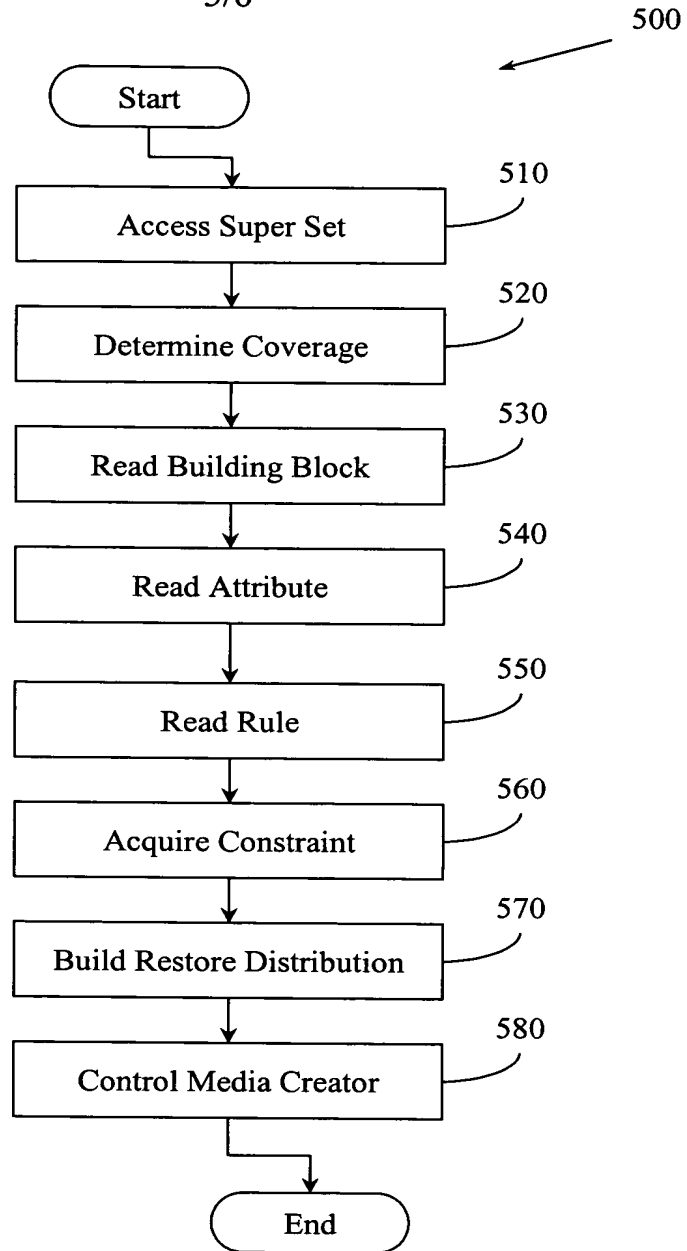 500
Start
510
Access Super Set
520
Determine Coverage
530
Read Building Block
540
Read Attribute
550
Read Rule
560
Acquire Constraint
570
Build Restore Distribution
580
Control Media Creator
End